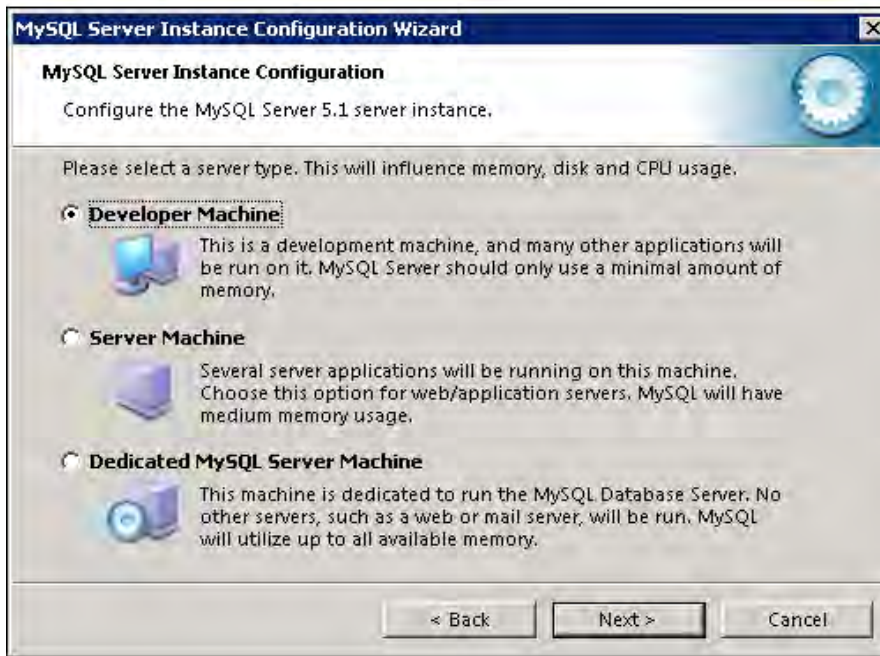 MySQL Server Instance Configuration Wizard
MySQL Server Instance Configuration
Configure the MySQL Server 5.1 server instance.
Please select a server type. This will influence memory, disk and CPU usage.
Developer Machine
This is a development machine, and many other applications will
be run on it. MySQL Server should only use a minimal amount of
memory.
Server Machine
Several server applications will be running on this machine.
Choose this option for web/application servers. MySQL will have
medium memory usage.
Dedicated MySQL Server Machine
This machine is dedicated to run the MySQL Database Server. No
other servers, such as a web or mail server, will be run. MySQL
will utilize up to all available memory.
< Back Next > Cancel